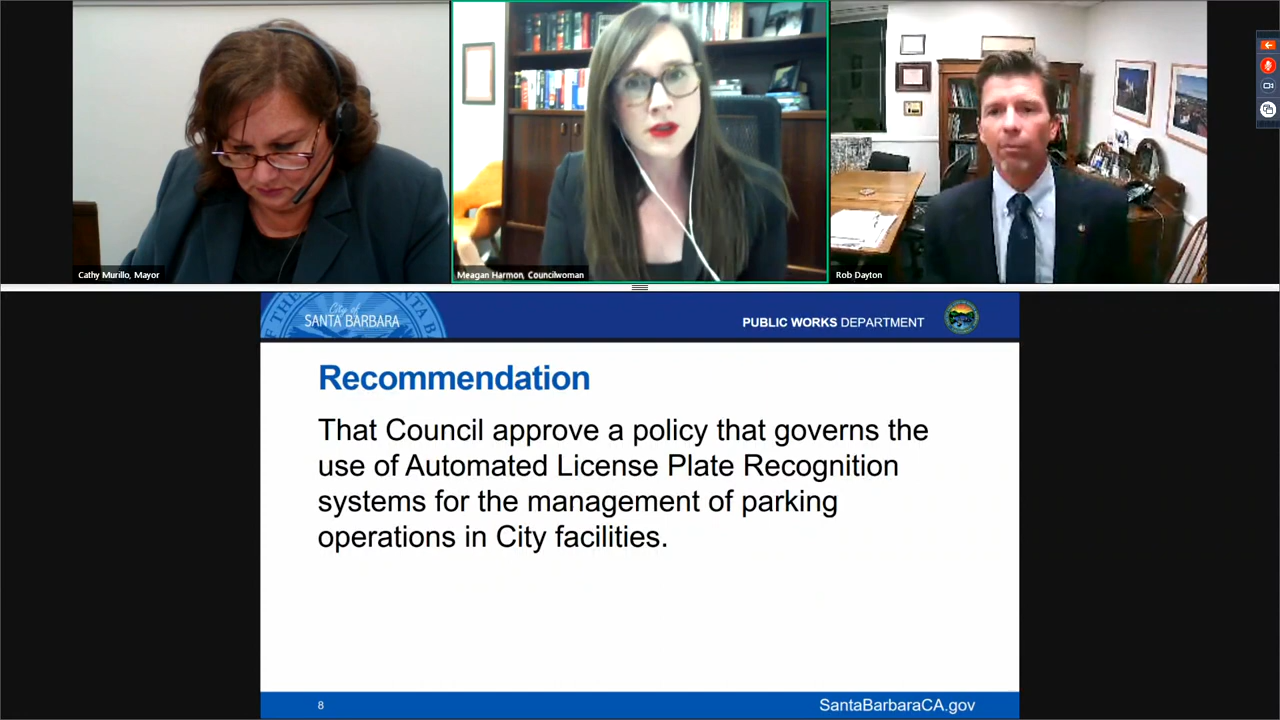 Cathy Murillo, Mayor
Meagan Harmon, Councilwoman
Rob Dayton
City of
SANTA BARBARA
PUBLIC WORKS DEPARTMENT
Recommendation
That Council approve a policy that governs the
use of Automated License Plate Recognition
systems for the management of parking
operations in City facilities.
8
SantaBarbaraCA.gov